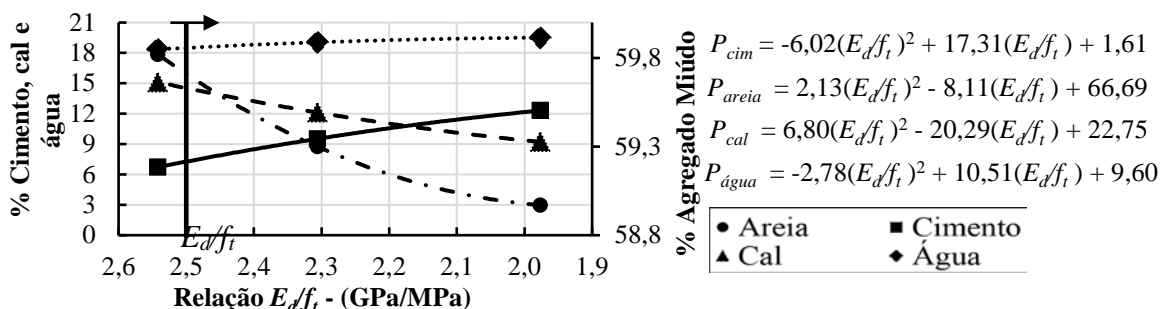 % Cimento, cal e água
21
18
15
12
9
6
3
0
59,8
59,3
58,8
% Agregado Miúdo
E_d/f_t
2,6 2,5 2,4 2,3 2,2 2,1 2,0 1,9
Relação E_d/f_t - (GPa/MPa)
P_cim = -6,02(E_d/f_t)² + 17,31(E_d/f_t) + 1,61
P_areia = 2,13(E_d/f_t)² - 8,11(E_d/f_t) + 66,69
P_cal = 6,80(E_d/f_t)² - 20,29(E_d/f_t) + 22,75
P_água = -2,78(E_d/f_t)² + 10,51(E_d/f_t) + 9,60
Areia Cimento
Cal Água